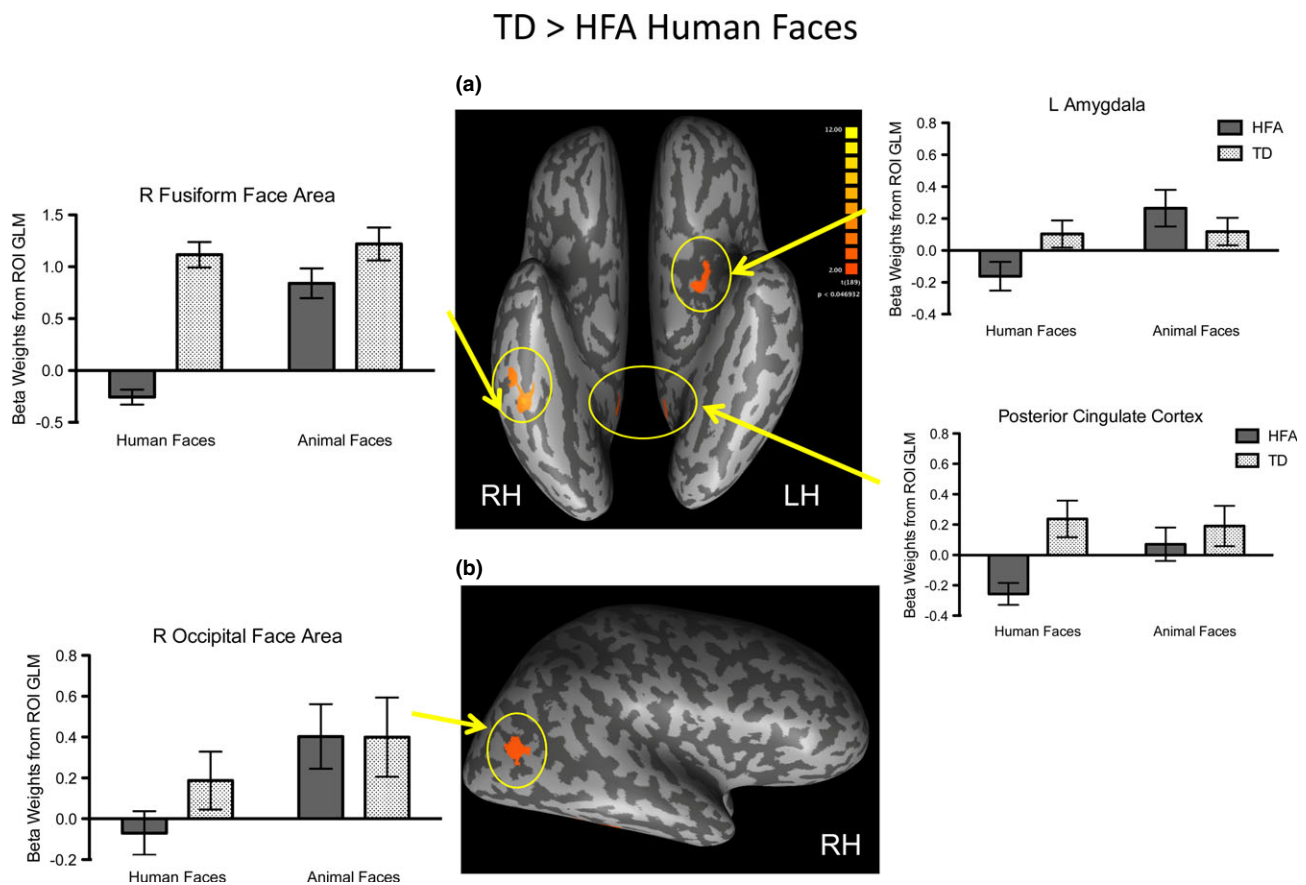 TD > HFA Human Faces
(a)
R Fusiform Face Area
Beta Weights from ROI GLM
1.5
1.0
0.5
0.0
-0.5
Human Faces
Animal Faces
12.00
2.00
t(189)
p < 0.046932
RH
LH
L Amygdala
HFA
TD
Beta Weights from ROI GLM
0.8
0.6
0.4
0.2
0.0
-0.2
-0.4
Human Faces
Animal Faces
Posterior Cingulate Cortex
HFA
TD
Beta Weights from ROI GLM
0.8
0.6
0.4
0.2
0.0
-0.2
-0.4
Human Faces
Animal Faces
(b)
R Occipital Face Area
Beta Weights from ROI GLM
0.8
0.6
0.4
0.2
0.0
-0.2
Human Faces
Animal Faces
RH